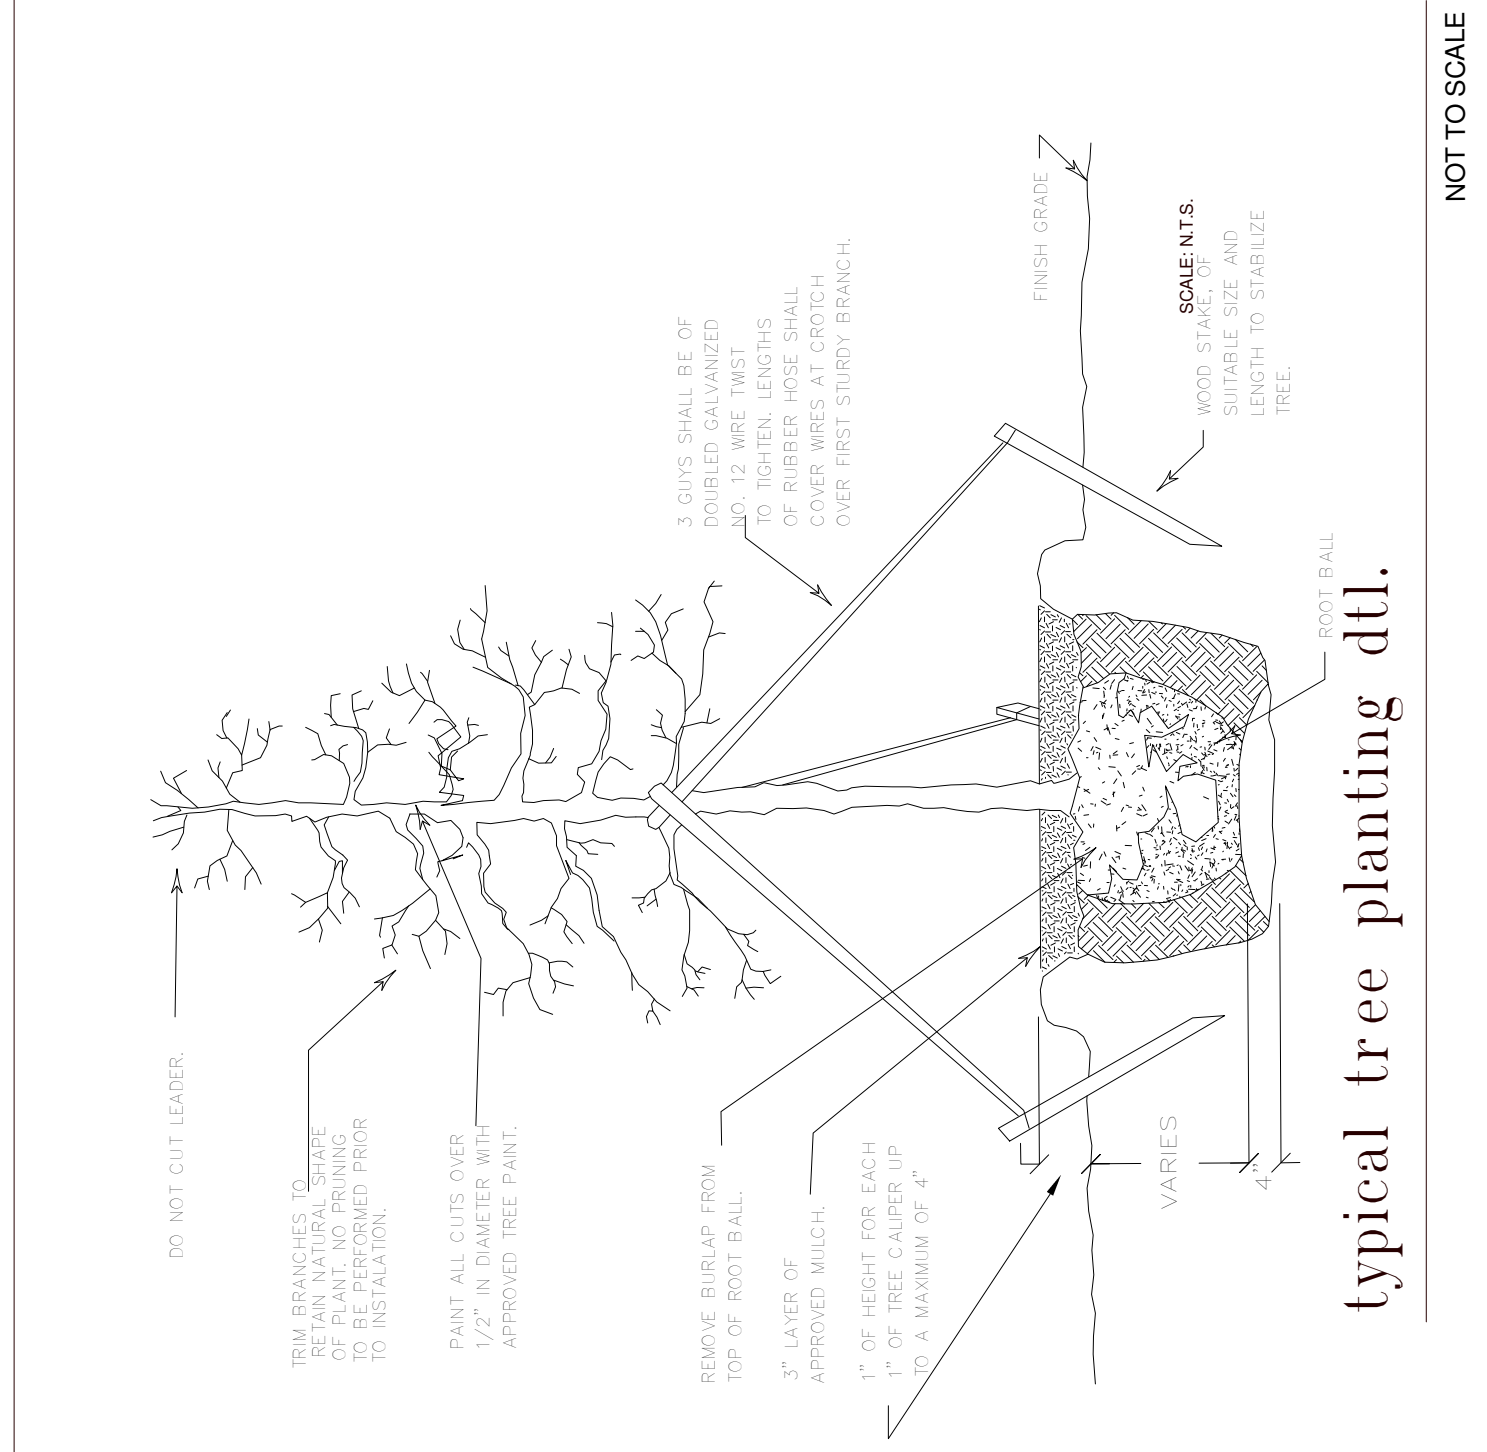 DO NOT CUT LEADER.
TRIM BRANCHES TO
RETAIN NATURAL SHAPE
OF PLANT. NO PRUNING
TO BE PERFORMED PRIOR
TO INSTALATION.
PAINT ALL CUTS OVER
1/2" IN DIAMETER WITH
APPROVED TREE PAINT.
REMOVE BURLAP FROM
TOP OF ROOT BALL.
3" LAYER OF
APPROVED MULCH.
1" OF HEIGHT FOR EACH
1" OF TREE CALIPER UP
TO A MAXIMUM OF 4"
3 GUYS SHALL BE OF
DOUBLED GALVANIZED
NO. 12 WIRE TWIST
TO TIGHTEN. LENGTHS
OF RUBBER HOSE SHALL
COVER WIRES AT CROTCH
OVER FIRST STURDY BRANCH.
FINISH GRADE
SCALE: N.T.S.
WOOD STAKE, OF
SUITABLE SIZE AND
LENGTH TO STABILIZE
TREE.
VARIES
4"
ROOT BALL
typical tree planting dtl.
NOT TO SCALE